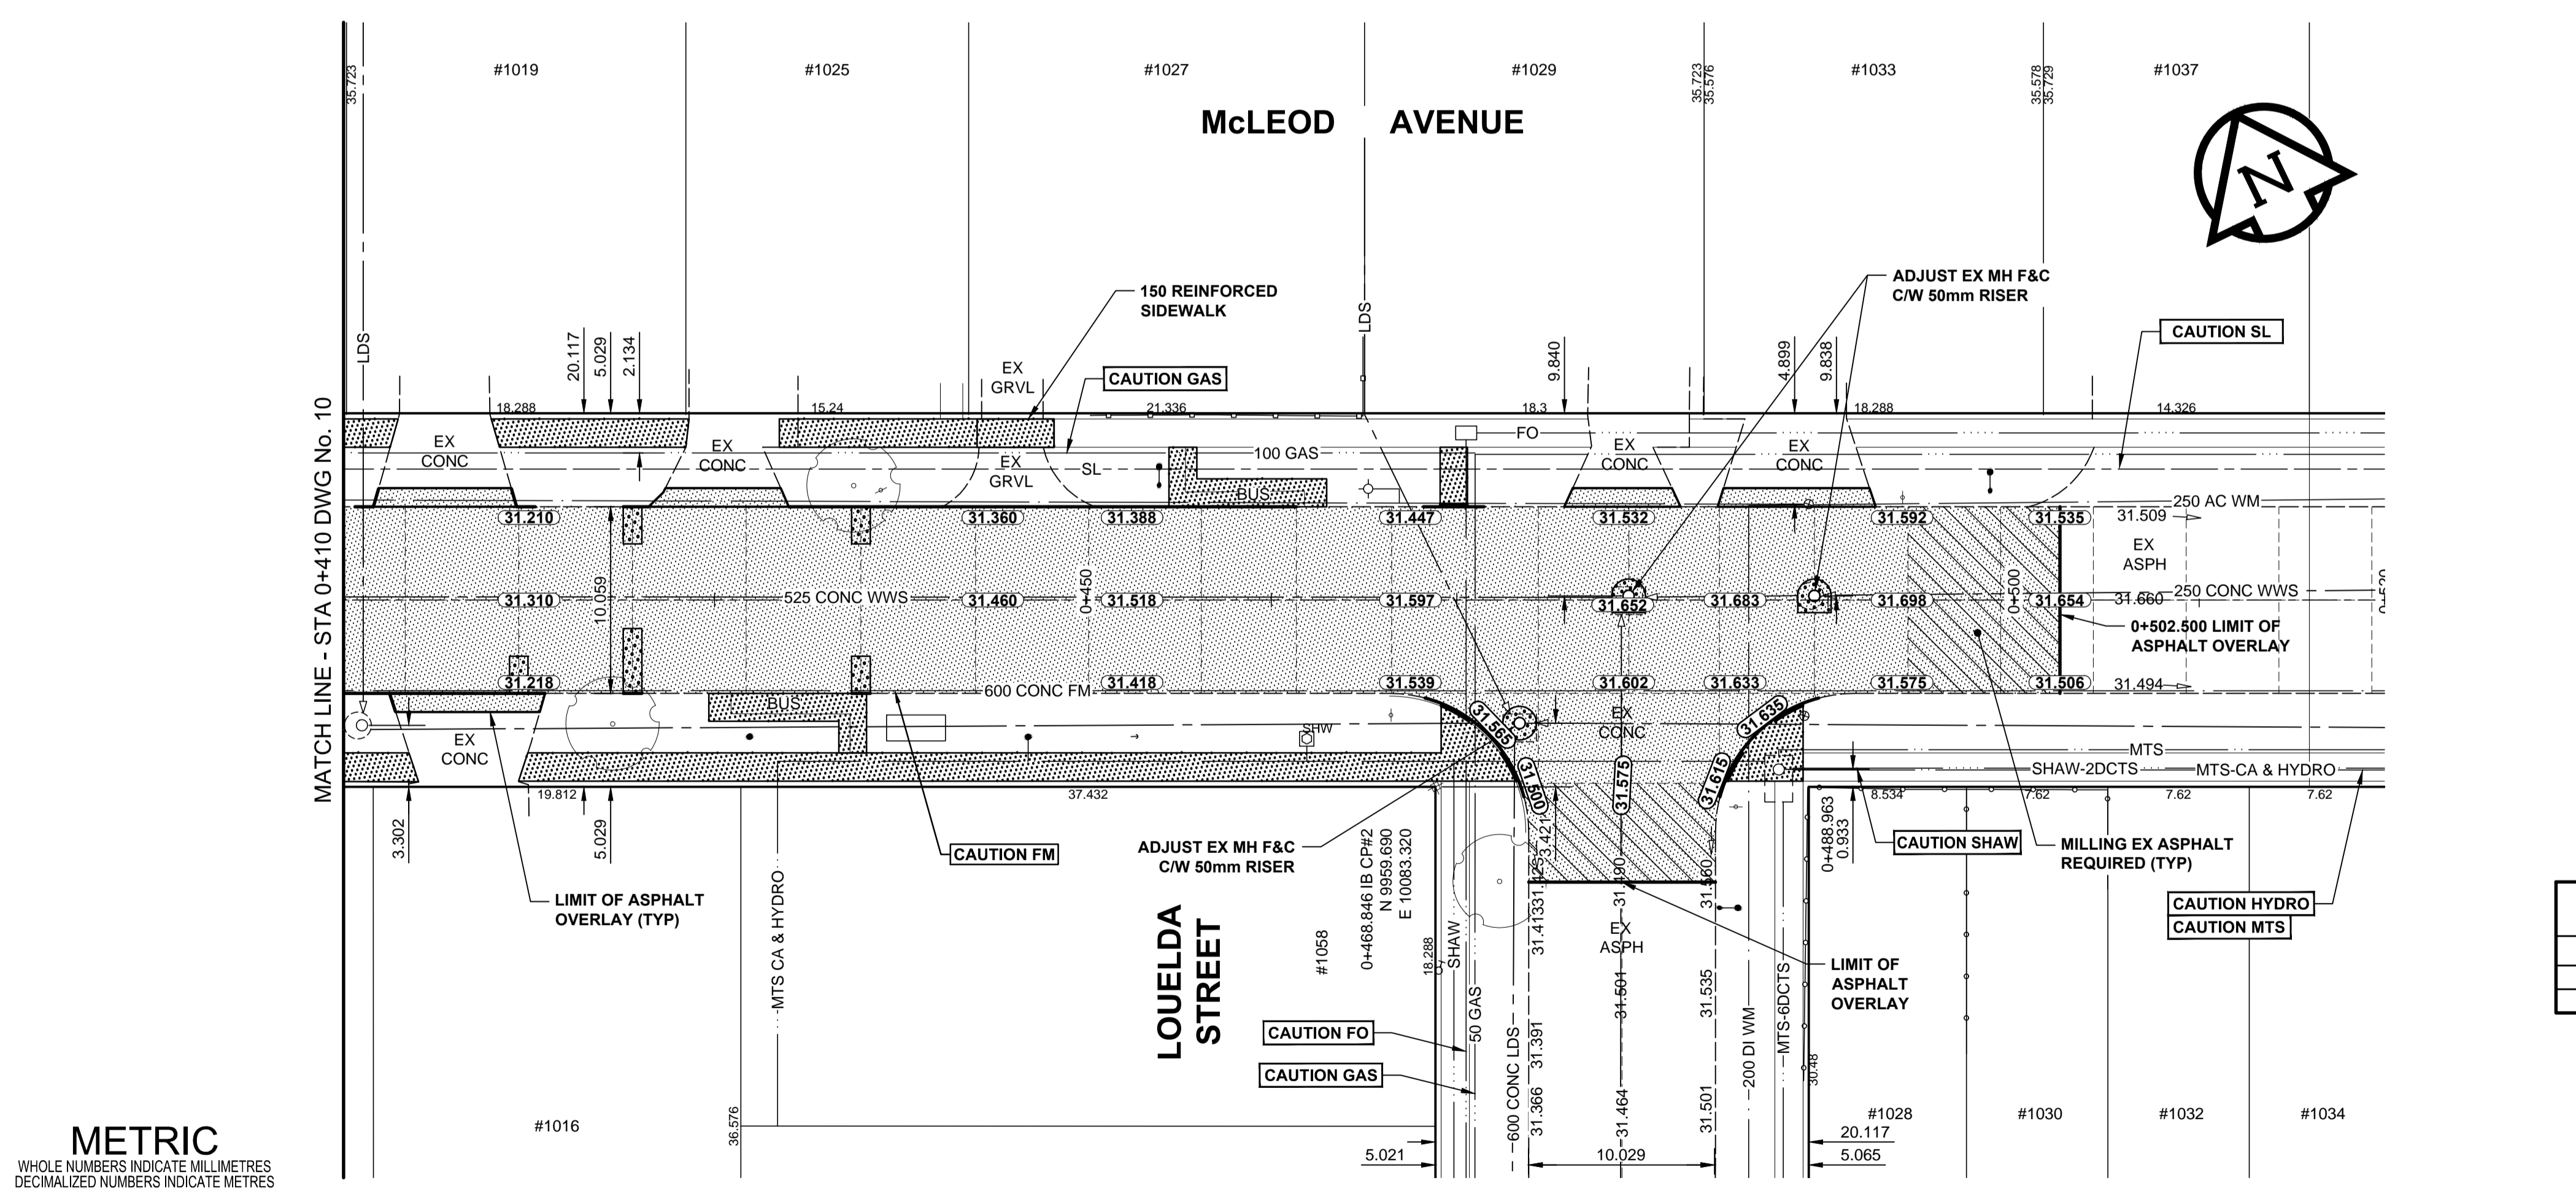 #1019
#1025
#1027
#1029
#1033
#1037
35.723
35.723
35.576
35.578
35.729
McLEOD AVENUE
N
ADJUST EX MH F&C
C/W 50mm RISER
150 REINFORCED
SIDEWALK
CAUTION SL
LDS
LDS
20.117
5.029
2.134
EX
GRVL
CAUTION GAS
9.840
4.899
9.838
MATCH LINE - STA 0+410 DWG No. 10
18.288
15.24
21.336
18.3
18.288
14.326
FO
EX
CONC
EX
CONC
EX
GRVL
SL
100 GAS
EX
CONC
EX
CONC
BUS
250 AC WM
31.210
31.360
31.388
31.447
31.532
31.592
31.535
31.509
EX
ASPH
10.059
0+450
0+500
0+520
525 CONC WWS
250 CONC WWS
31.310
31.460
31.518
31.597
31.652
31.683
31.698
31.654
31.660
0+502.500 LIMIT OF
ASPHALT OVERLAY
31.218
31.418
31.539
31.602
31.633
31.575
31.506
31.494
600 CONC FM
BUS
SHW
31.565
EX
CONC
31.635
EX
CONC
MTS
31.500
31.575
31.615
SHAW-2DCTS
MTS-CA & HYDRO
19.812
37.432
8.534
7.62
7.62
7.62
3.302
5.029
CAUTION FM
ADJUST EX MH F&C
C/W 50mm RISER
0+468.846 IB CP#2
N 9959.690
E 10083.320
3.421
0+488.963
0.933
CAUTION SHAW
MILLING EX ASPHALT
REQUIRED (TYP)
LIMIT OF ASPHALT
OVERLAY (TYP)
MTS CA & HYDRO
LOUELDA
STREET
#1058
18.288
SHAW
31.413
31.423
31.490
31.560
EX
ASPH
CAUTION HYDRO
CAUTION MTS
LIMIT OF
ASPHALT
OVERLAY
CAUTION FO
CAUTION GAS
50 GAS
600 CONC LDS
31.391
31.501
31.535
200 DI WM
MTS-6DCTS
30.48
31.366
31.464
31.501
#1016
36.576
#1028
#1030
#1032
#1034
20.117
5.021
10.029
5.065
METRIC
WHOLE NUMBERS INDICATE MILLIMETRES
DECIMALIZED NUMBERS INDICATE METRES